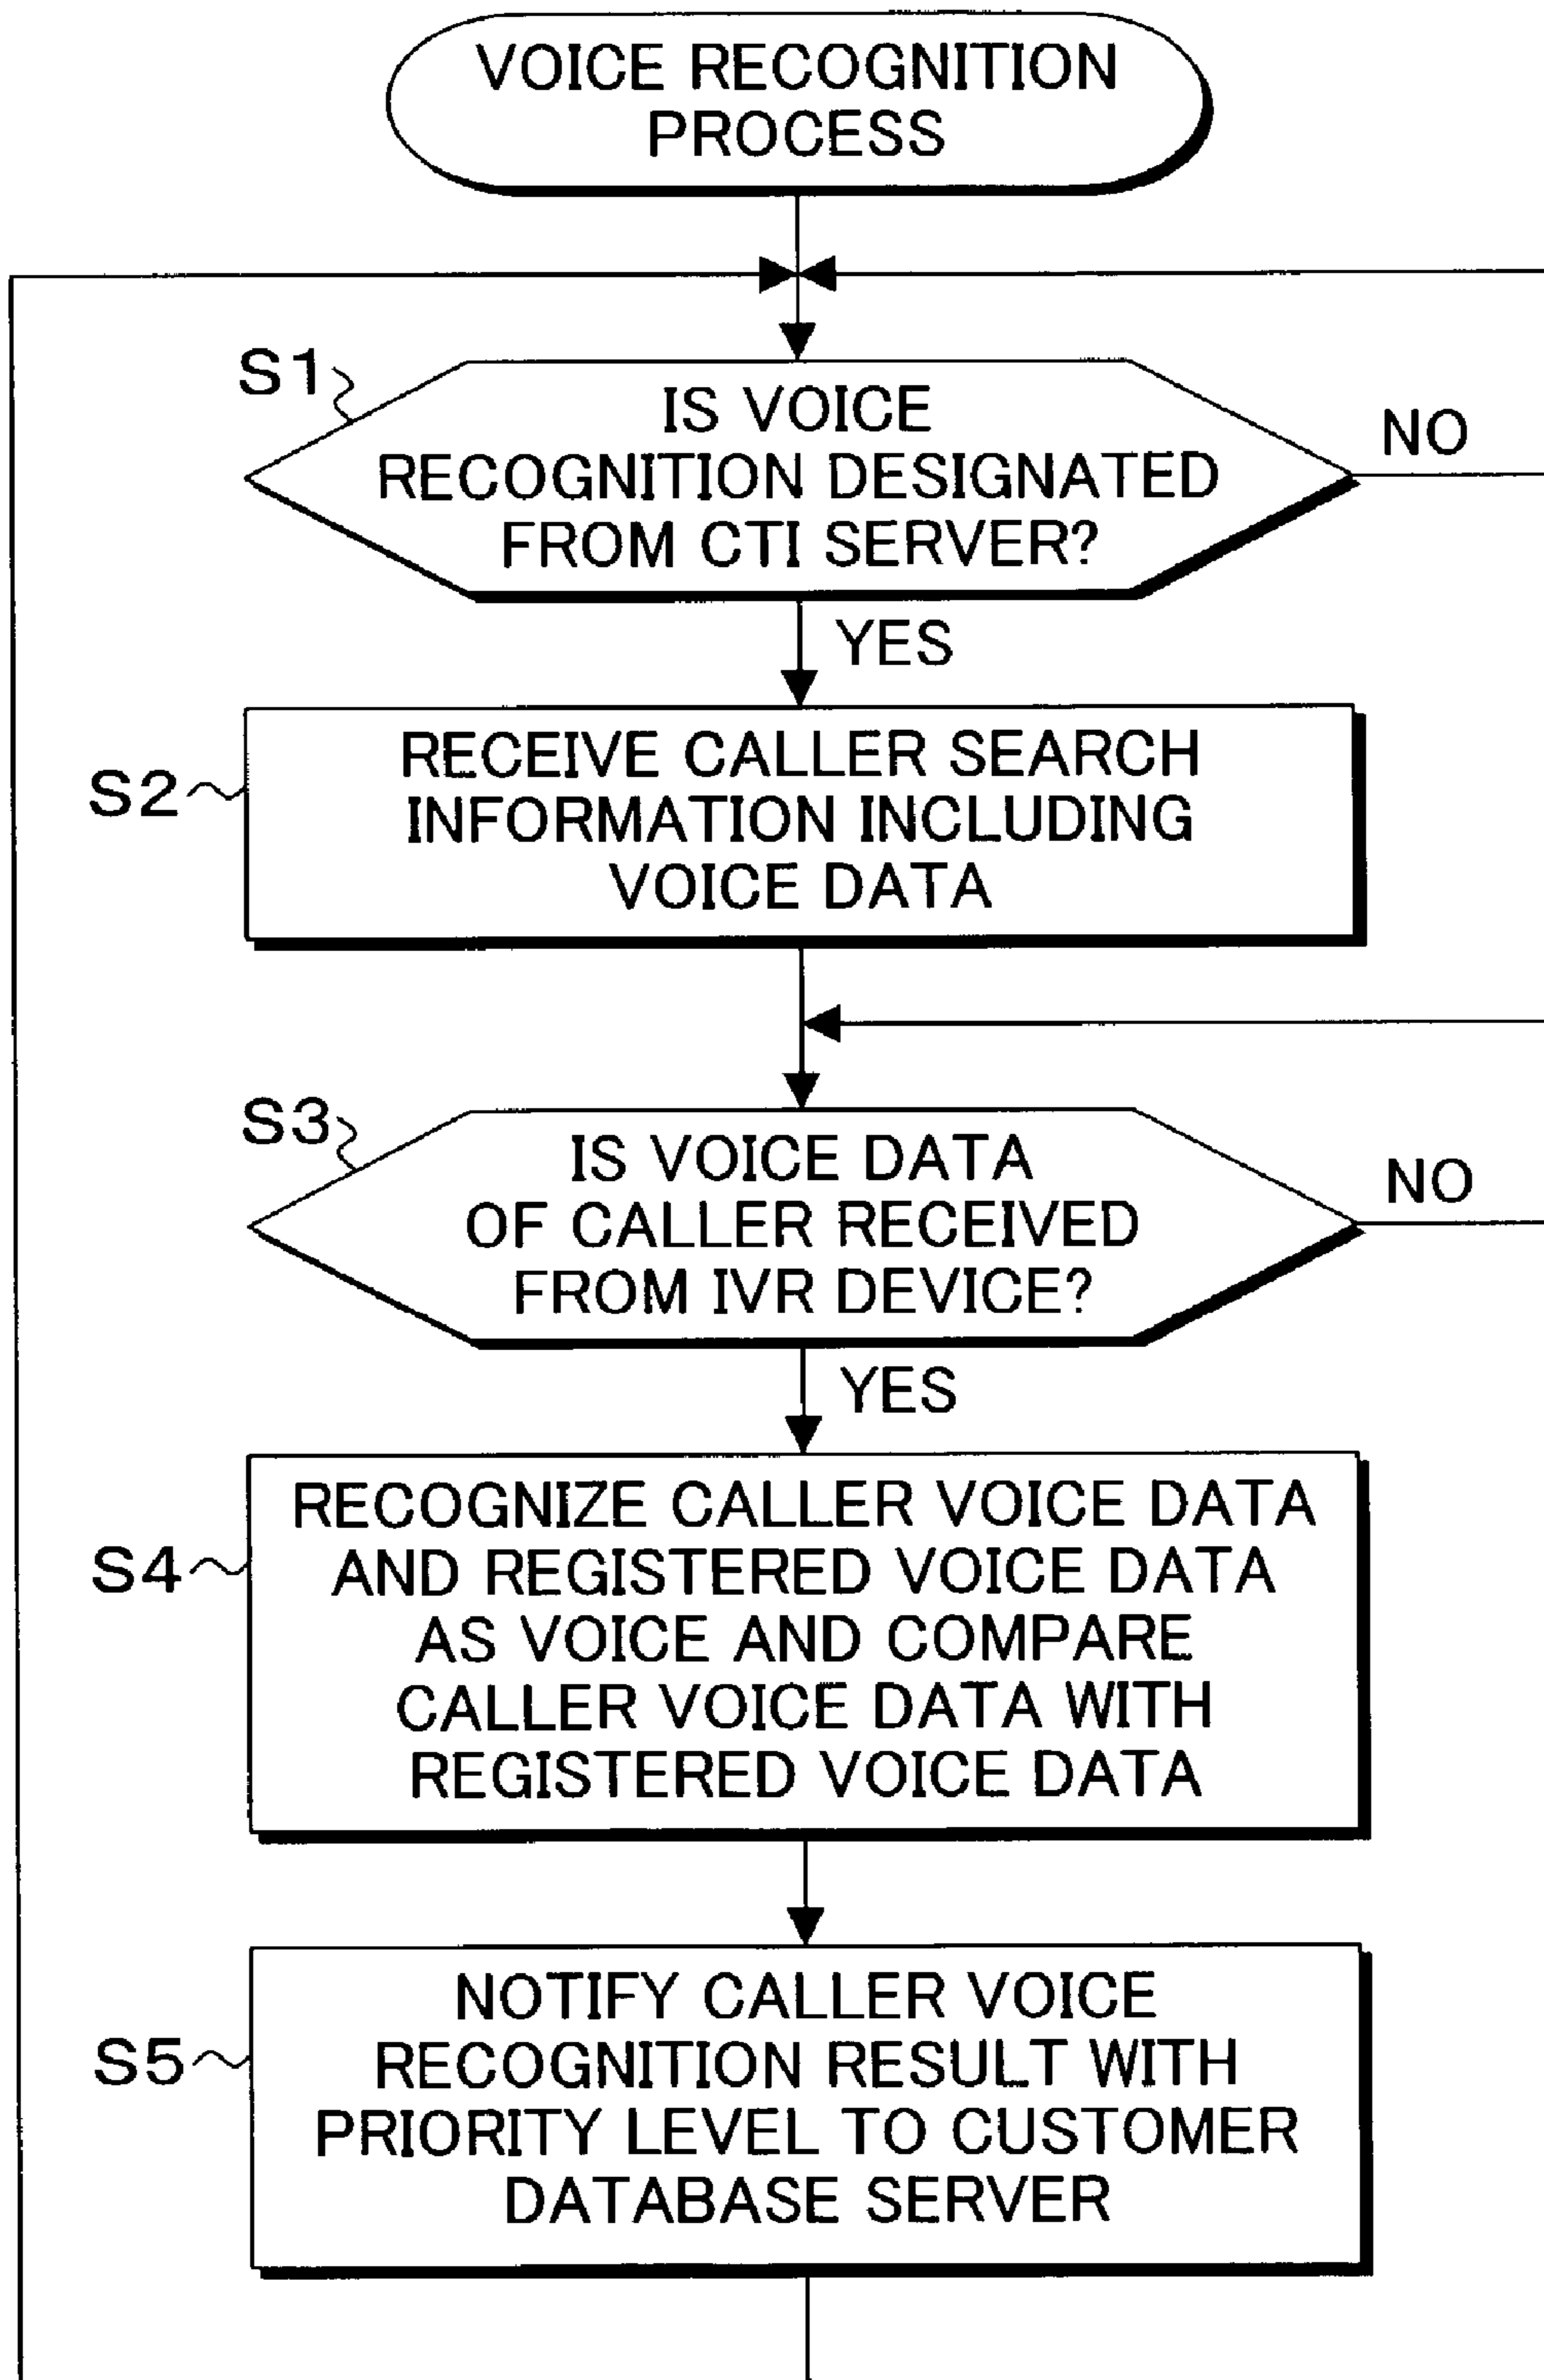 VOICE RECOGNITION
PROCESS
S1
IS VOICE
RECOGNITION DESIGNATED
FROM CTI SERVER?
NO
YES
S2
RECEIVE CALLER SEARCH
INFORMATION INCLUDING
VOICE DATA
S3
IS VOICE DATA
OF CALLER RECEIVED
FROM IVR DEVICE?
NO
YES
S4
RECOGNIZE CALLER VOICE DATA
AND REGISTERED VOICE DATA
AS VOICE AND COMPARE
CALLER VOICE DATA WITH
REGISTERED VOICE DATA
S5
NOTIFY CALLER VOICE
RECOGNITION RESULT WITH
PRIORITY LEVEL TO CUSTOMER
DATABASE SERVER